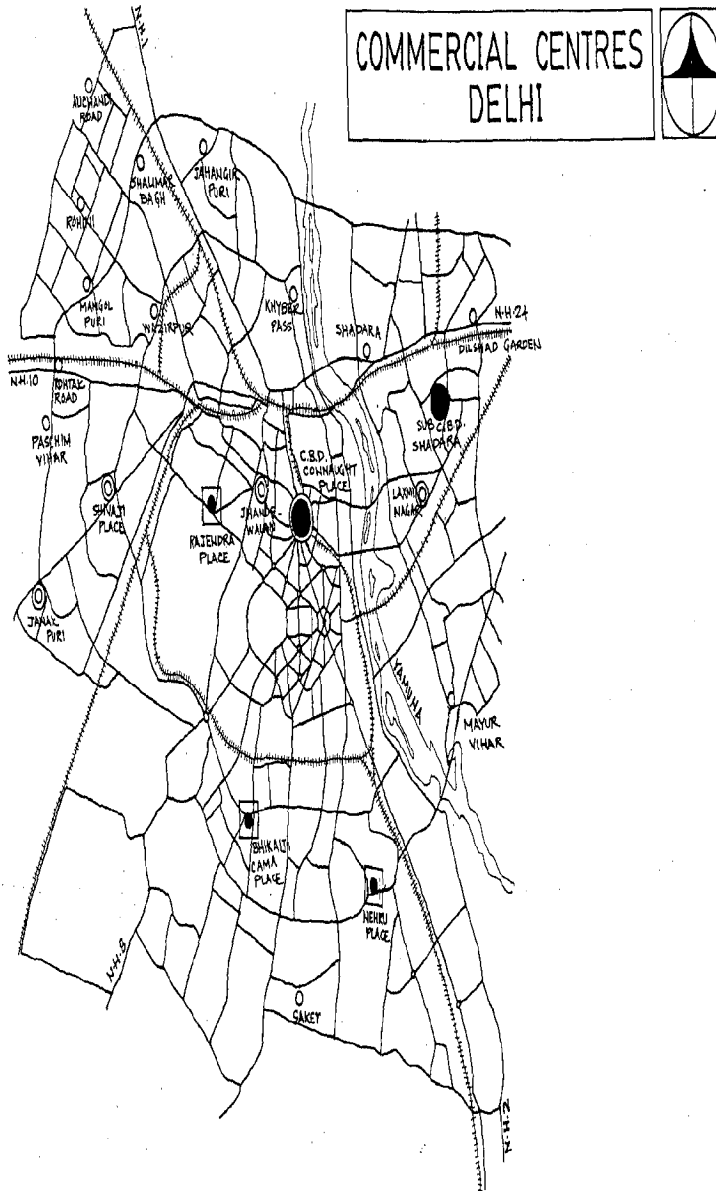 COMMERCIAL CENTRES
DELHI
N.H.1
AUCHANDI
ROAD
SHALIMAR
BAGH
JAHANGIR
PURI
ROHINI
MANGOL
PURI
WAZIRPUR
KHYBER
PASS
SHADARA
N.H.24
DILSHAD GARDEN
N.H.10
ROHTAK
ROAD
PASCHIM
VIHAR
SUB C.B.D.
SHADARA
C.B.D.
CONNAUGHT
PLACE
SHIVAJI
PLACE
RAJENDRA
PLACE
JHANDE-
WALAN
LAXMI
NAGAR
JANAK
PURI
YAMUNA
MAYUR
VIHAR
BHIKAIJI
CAMA
PLACE
NEHRU
PLACE
N.H.8
SAKET
N.H.2